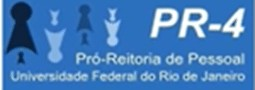 PR-4
Pró-Reitoria de Pessoal
Universidade Federal do Rio de Janeiro